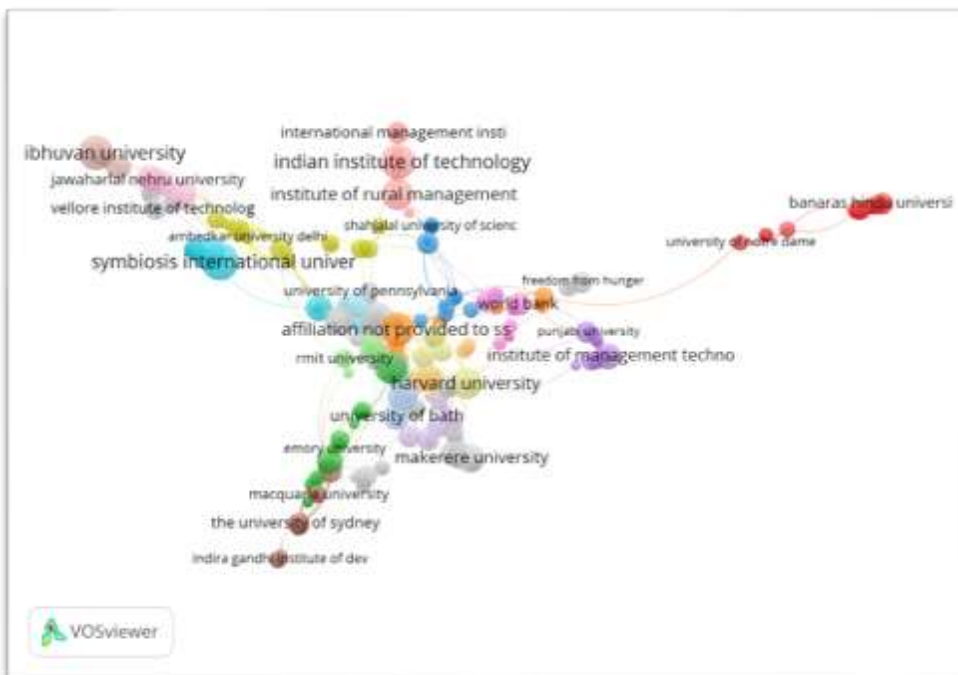 international management insti
ibhuvan university
indian institute of technology
jawaharlal nehru university
institute of rural management
vellore institute of technolog
banaras hindu universi
shahjalal university of scienc
ambedkar university delhi
university of notre dame
symbiosis international univer
freedom from hunger
university of pennsylvania
world bank
affiliation not provided to ss
punjabi university
rmit university
institute of management techno
harvard university
university of bath
emory university
makerere university
macquarie university
the university of sydney
indira gandhi institute of dev
VOSviewer